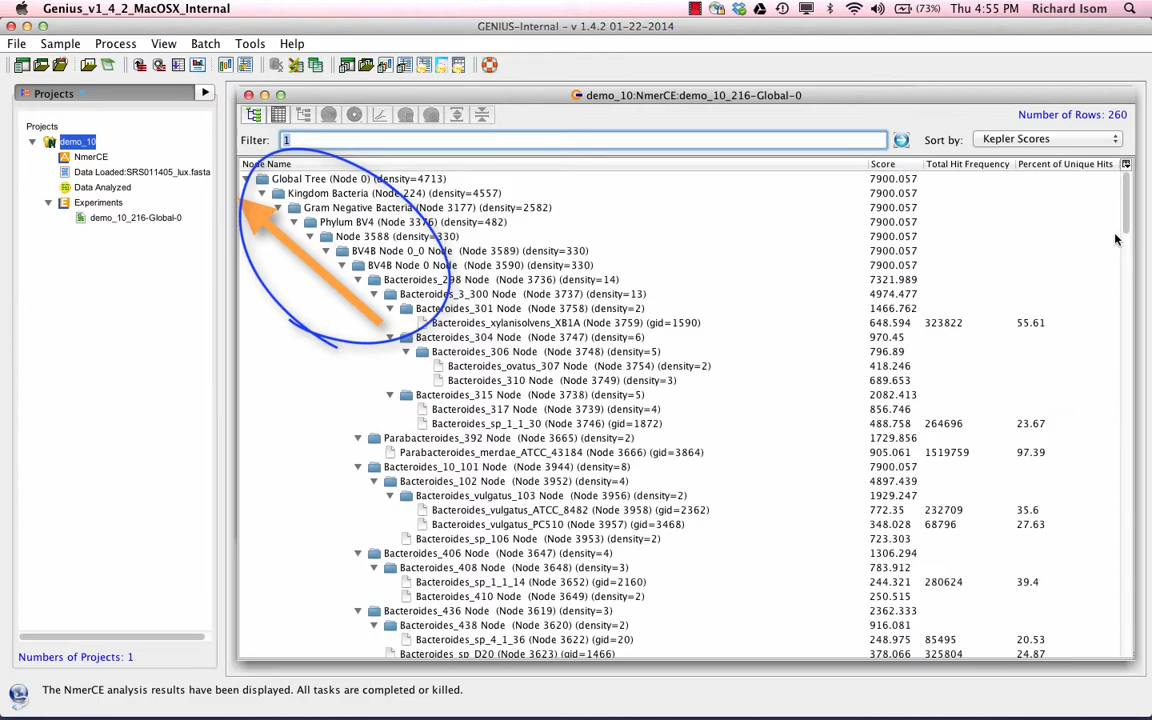 Genius_v1_4_2_MacOSX_Internal (73%) Thu 4:55 PM Richard Isom
GENIUS-Internal - v 1.4.2 01-22-2014
File Sample Process View Batch Tools Help
Projects
demo_10:NmerCE:demo_10_216-Global-0
Number of Rows: 260
Projects
demo_10
NmerCE
Data Loaded:SRS011405_lux.fasta
Data Analyzed
Experiments
demo_10_216-Global-0
Numbers of Projects: 1
Filter: 1 Sort by: Kepler Scores
Node Name Score Total Hit Frequency Percent of Unique Hits
Global Tree (Node 0) (density=4713) 7900.057
Kingdom Bacteria (Node 224) (density=4557) 7900.057
Gram Negative Bacteria (Node 3177) (density=2582) 7900.057
Phylum BV4 (Node 3376) (density=482) 7900.057
Node 3588 (density=330) 7900.057
BV4B Node 0_0 Node (Node 3589) (density=330) 7900.057
BV4B Node 0 Node (Node 3590) (density=330) 7900.057
Bacteroides_298 Node (Node 3736) (density=14) 7321.989
Bacteroides_3_300 Node (Node 3737) (density=13) 4974.477
Bacteroides_301 Node (Node 3758) (density=2) 1466.762
Bacteroides_xylanisolvens_XB1A (Node 3759) (gid=1590) 648.594 323822 55.61
Bacteroides_304 Node (Node 3747) (density=6) 970.45
Bacteroides_306 Node (Node 3748) (density=5) 796.89
Bacteroides_ovatus_307 Node (Node 3754) (density=2) 418.246
Bacteroides_310 Node (Node 3749) (density=3) 689.653
Bacteroides_315 Node (Node 3738) (density=5) 2082.413
Bacteroides_317 Node (Node 3739) (density=4) 856.746
Bacteroides_sp_1_1_30 (Node 3746) (gid=1872) 488.758 264696 23.67
Parabacteroides_392 Node (Node 3665) (density=2) 1729.856
Parabacteroides_merdae_ATCC_43184 (Node 3666) (gid=3864) 905.061 1519759 97.39
Bacteroides_10_101 Node (Node 3944) (density=8) 7900.057
Bacteroides_102 Node (Node 3952) (density=4) 4897.439
Bacteroides_vulgatus_103 Node (Node 3956) (density=2) 1929.247
Bacteroides_vulgatus_ATCC_8482 (Node 3958) (gid=2362) 772.35 232709 35.6
Bacteroides_vulgatus_PC510 (Node 3957) (gid=3468) 348.028 68796 27.63
Bacteroides_sp_106 Node (Node 3953) (density=2) 723.303
Bacteroides_406 Node (Node 3647) (density=4) 1306.294
Bacteroides_408 Node (Node 3648) (density=3) 783.912
Bacteroides_sp_1_1_14 (Node 3652) (gid=2160) 244.321 280624 39.4
Bacteroides_410 Node (Node 3649) (density=2) 250.515
Bacteroides_436 Node (Node 3619) (density=3) 2362.333
Bacteroides_438 Node (Node 3620) (density=2) 916.081
Bacteroides_sp_4_1_36 (Node 3622) (gid=20) 248.975 85495 20.53
Bacteroides_sp_D20 (Node 3623) (gid=1466) 378.066 325804 24.87
The NmerCE analysis results have been displayed. All tasks are completed or killed.